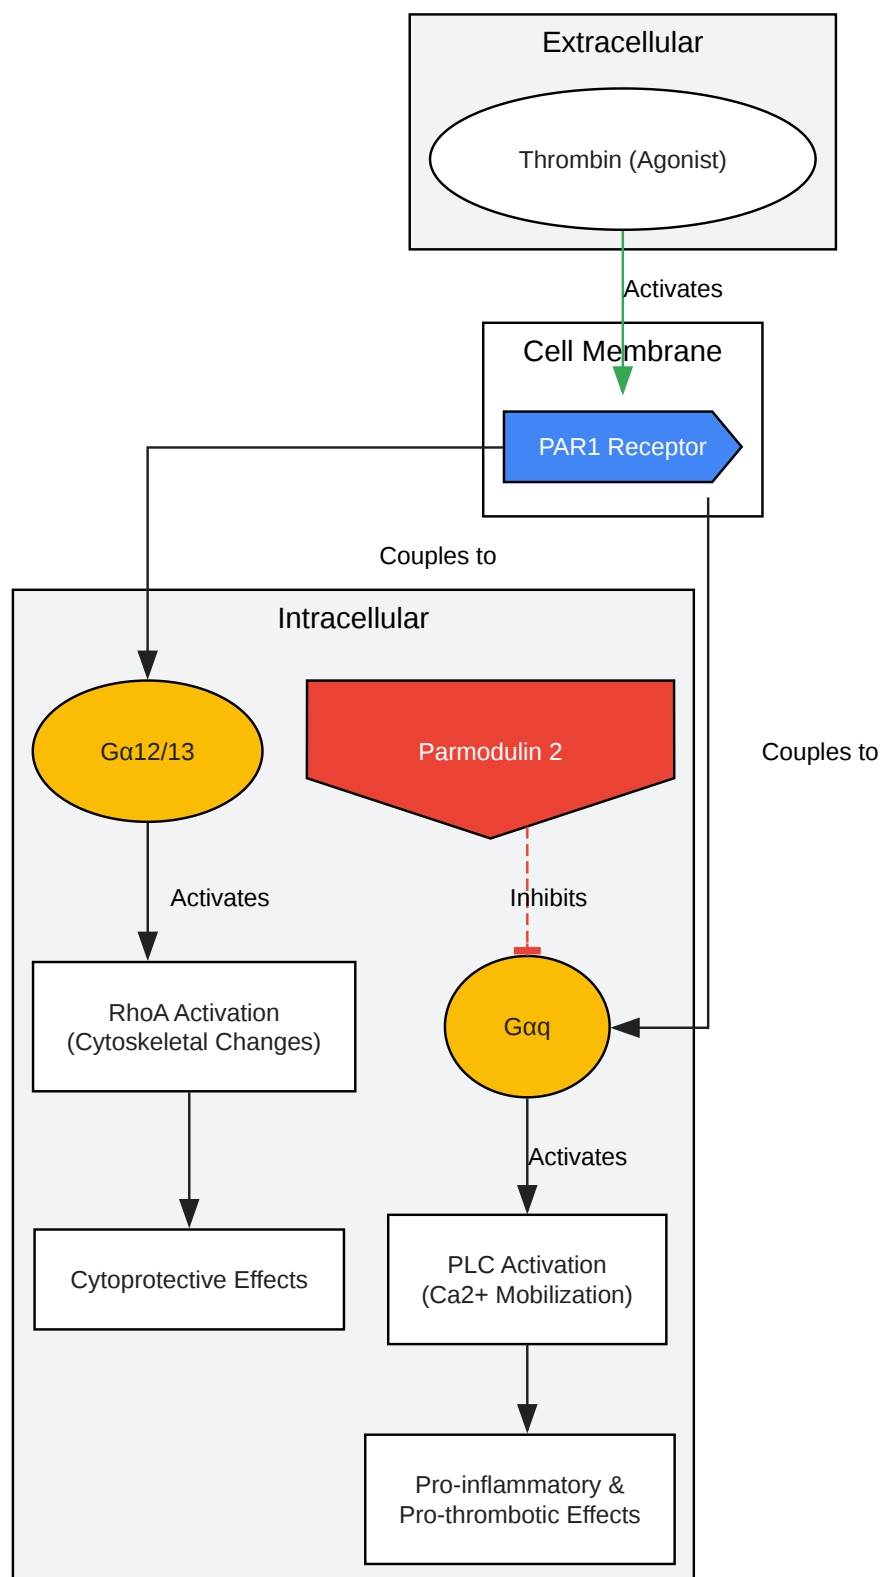 Extracellular
Thrombin (Agonist)
Activates
Cell Membrane
PAR1 Receptor
Couples to
Intracellular
Gα12/13
Parmodulin 2
Couples to
Activates
Inhibits
RhoA Activation
(Cytoskeletal Changes)
Gαq
Activates
Cytoprotective Effects
PLC Activation
(Ca2+ Mobilization)
Pro-inflammatory &
Pro-thrombotic Effects